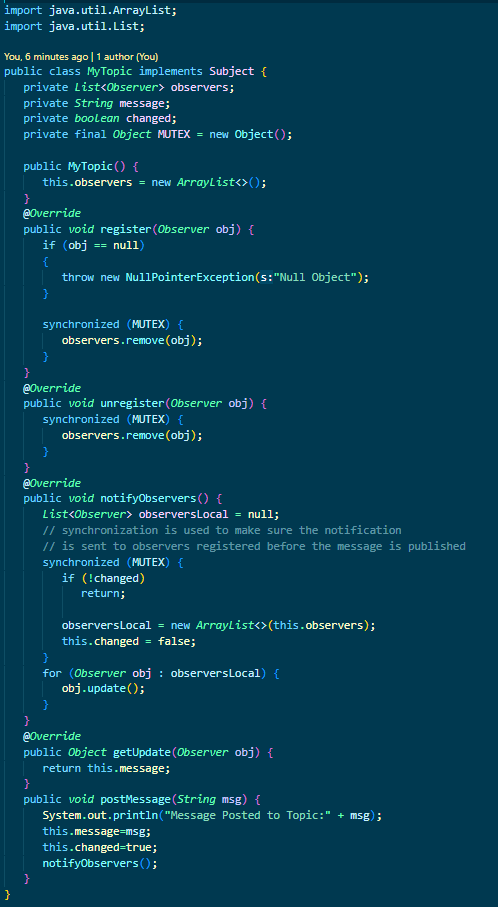 import java.util.ArrayList;
import java.util.List;
You, 6 minutes ago | 1 author (You)
public class MyTopic implements Subject {
private List<Observer> observers;
private String message;
private boolean changed;
private final Object MUTEX = new Object();
public MyTopic() {
this.observers = new ArrayList<>();
}
@Override
public void register(Observer obj) {
if (obj == null)
{
throw new NullPointerException(s:"Null Object");
}
synchronized (MUTEX) {
observers.remove(obj);
}
}
@Override
public void unregister(Observer obj) {
synchronized (MUTEX) {
observers.remove(obj);
}
}
@Override
public void notifyObservers() {
List<Observer> observersLocal = null;
// synchronization is used to make sure the notification
// is sent to observers registered before the message is published
synchronized (MUTEX) {
if (!changed)
return;
observersLocal = new ArrayList<>(this.observers);
this.changed = false;
}
for (Observer obj : observersLocal) {
obj.update();
}
}
@Override
public Object getUpdate(Observer obj) {
return this.message;
}
public void postMessage(String msg) {
System.out.println("Message Posted to Topic:" + msg);
this.message=msg;
this.changed=true;
notifyObservers();
}
}